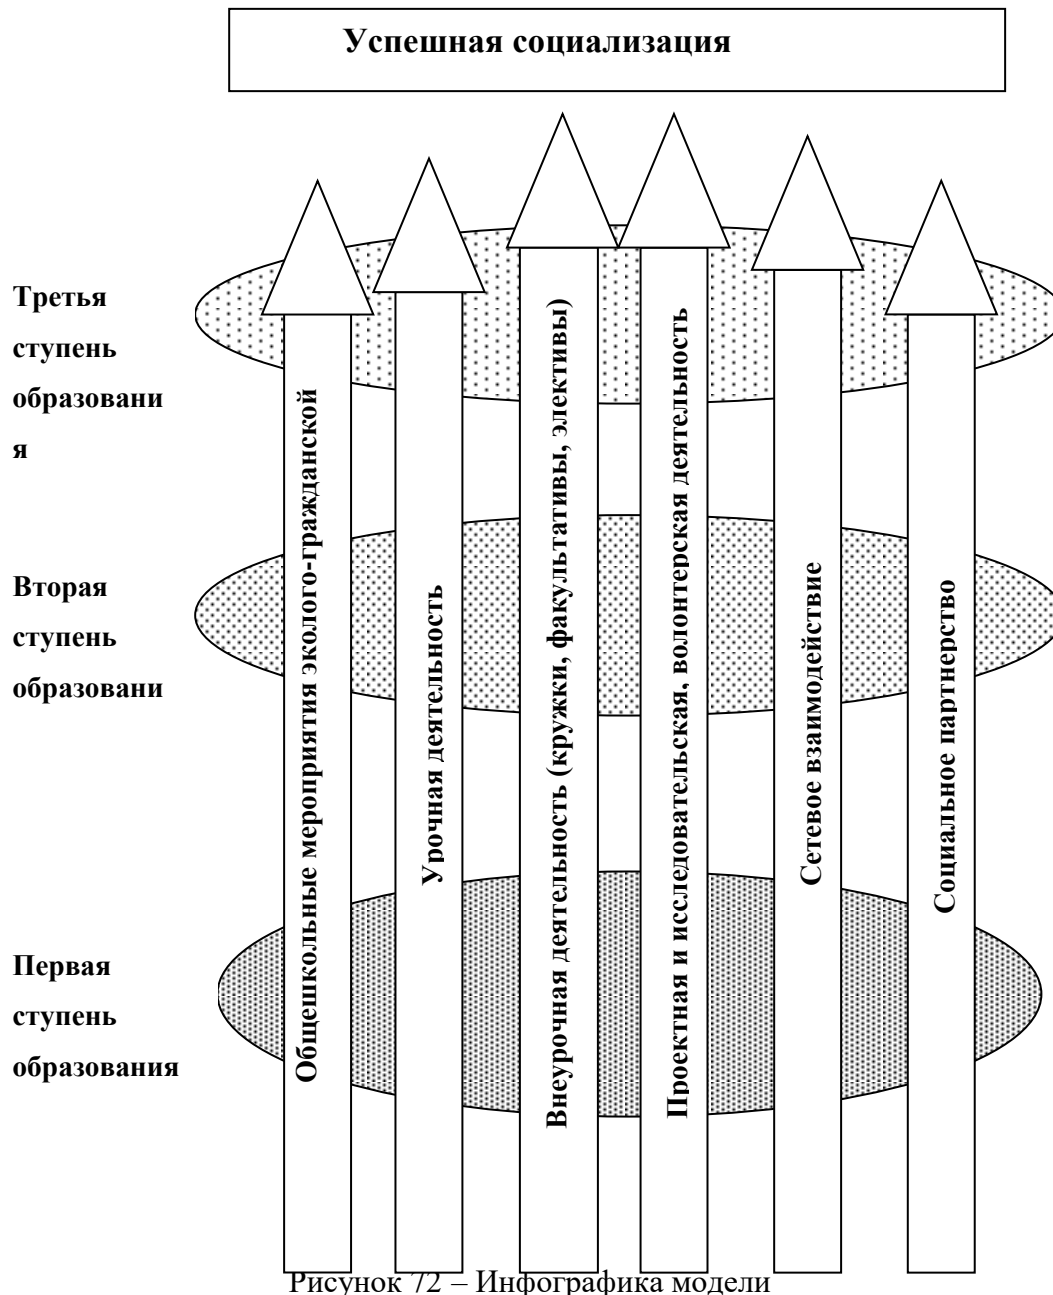 Успешная социализация
Третья
ступень
образовани
я
Вторая
ступень
образовани
Первая
ступень
образования
Общешкольные мероприятия эколого-гражданской
Урочная деятельность
Внеурочная деятельность (кружки, факультативы, элективы)
Проектная и исследовательская, волонтерская деятельность
Сетевое взаимодействие
Социальное партнерство
Рисунок 72 – Инфографика модели